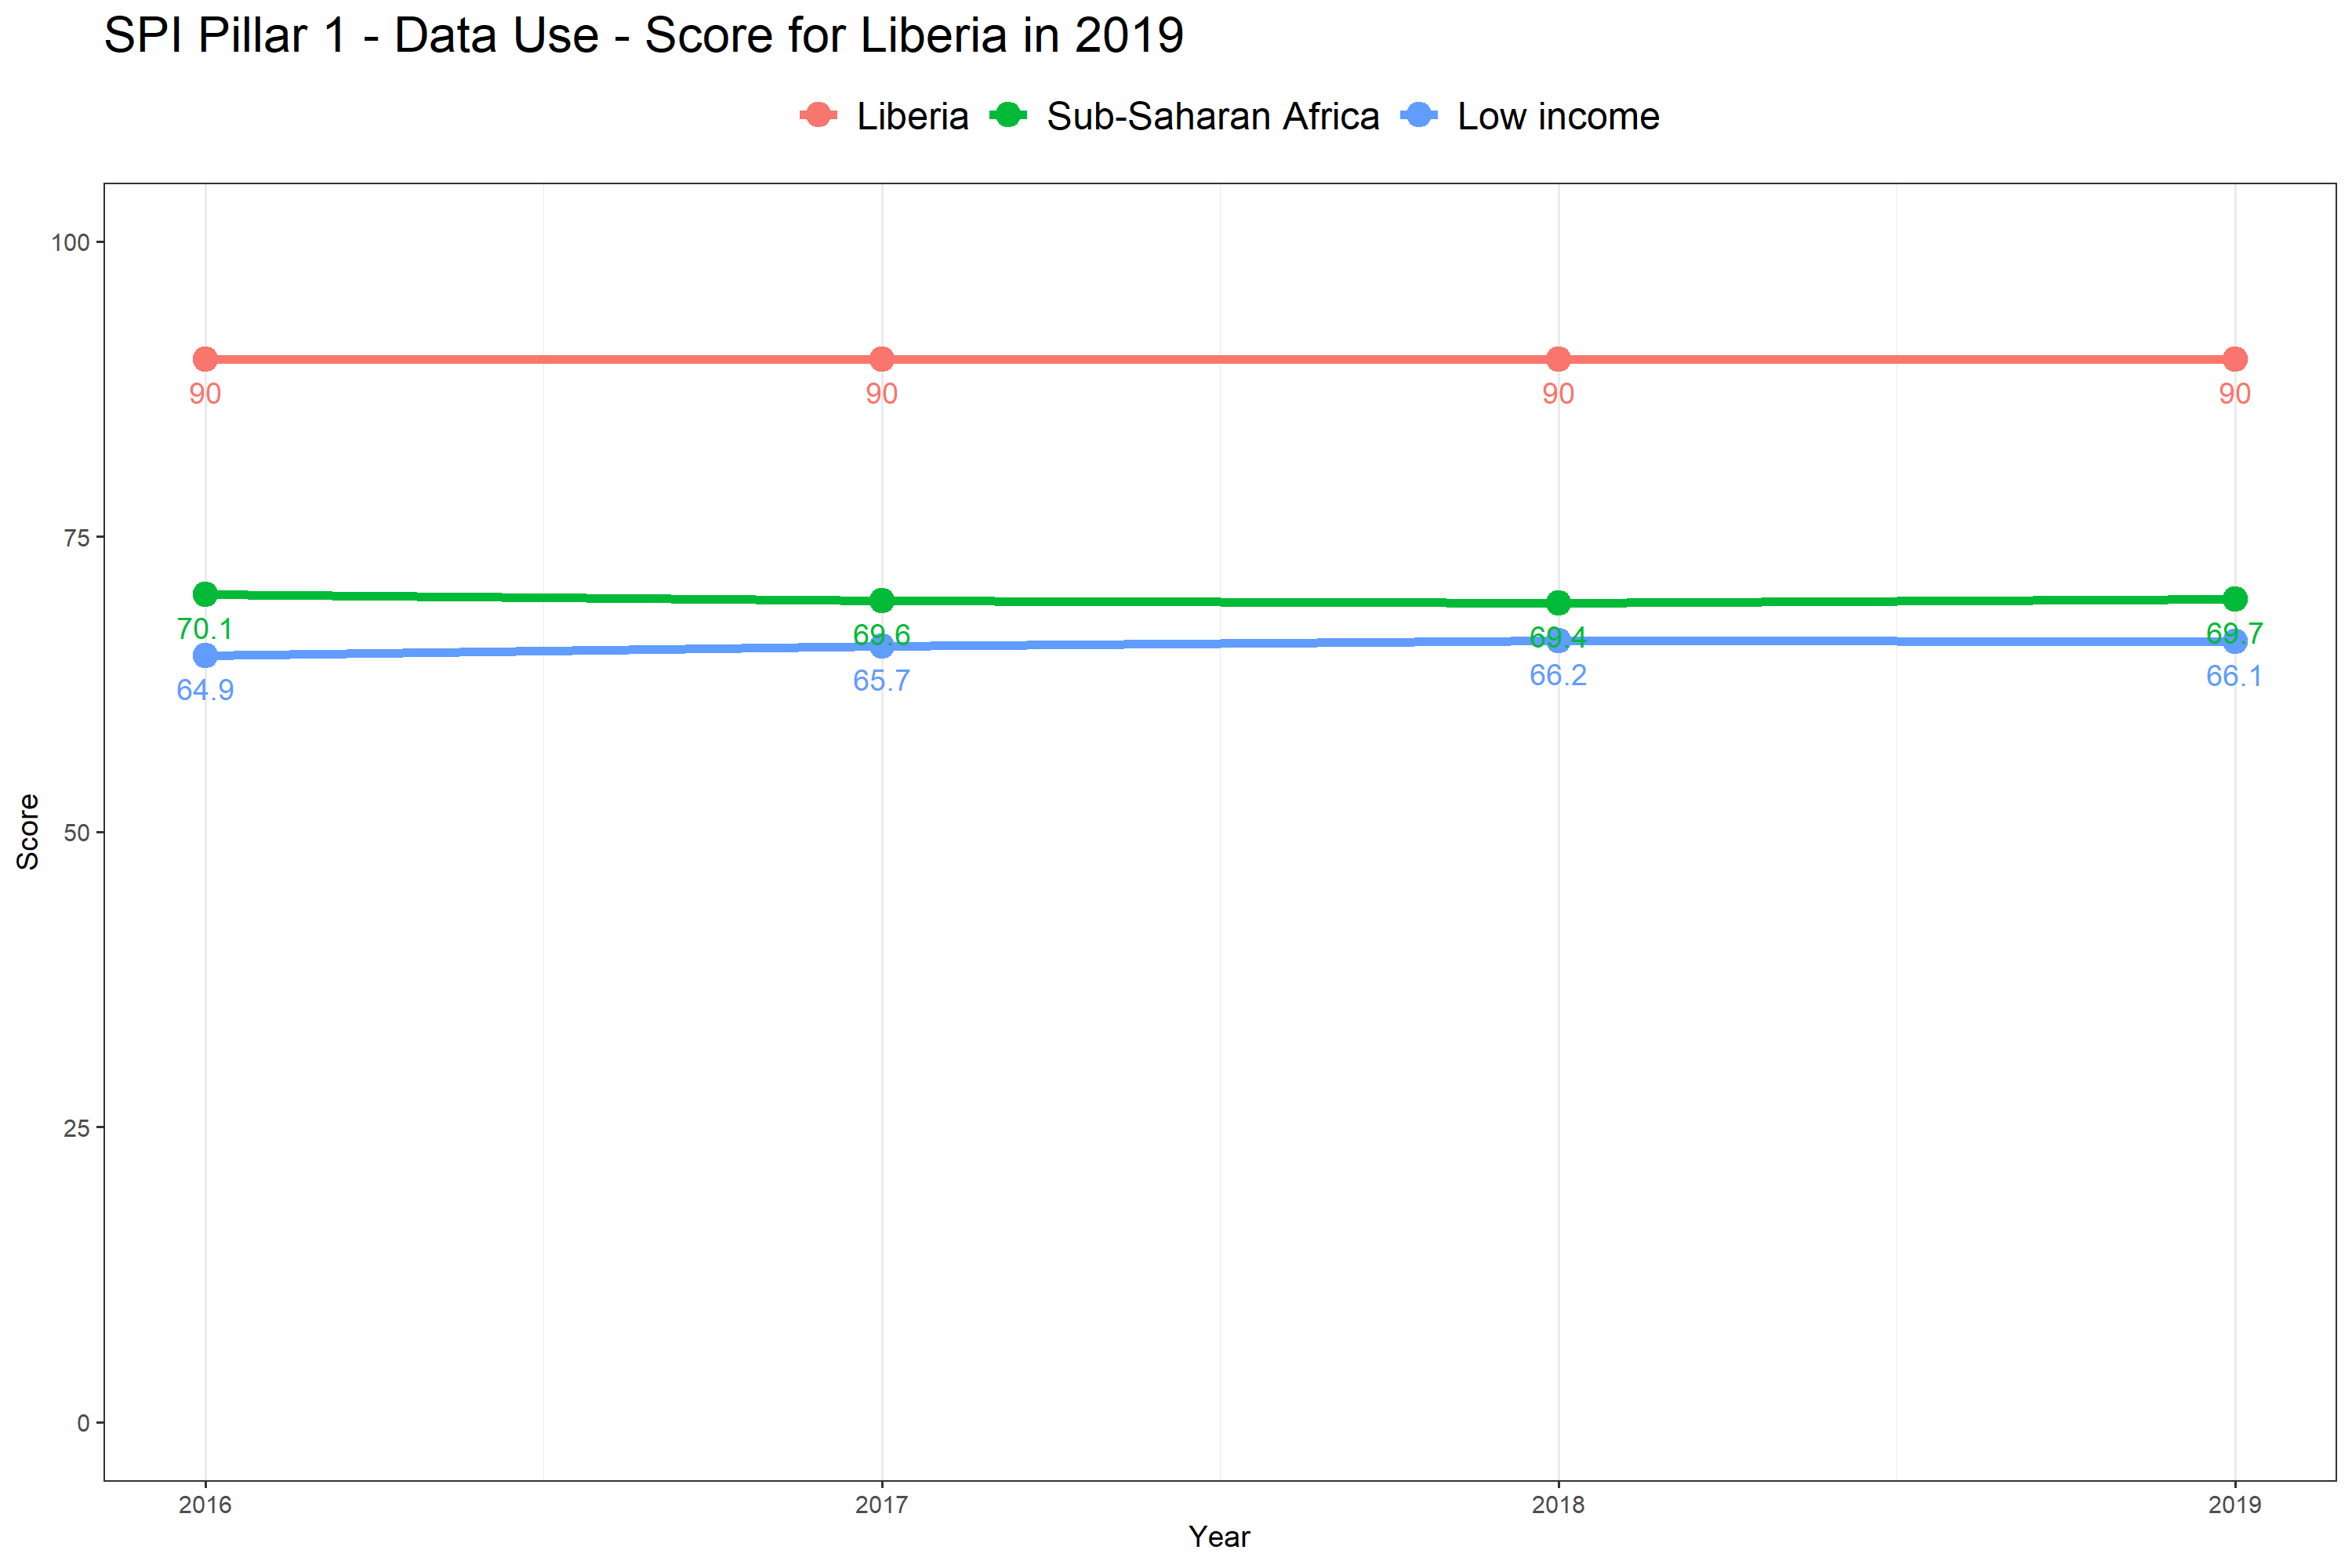 SPI Pillar 1 - Data Use - Score for Liberia in 2019
Liberia Sub-Saharan Africa Low income
100
90 90 90 90
75
70.1 69.6 69.4 69.7
64.9 65.7 66.2 66.1
Score
50
25
0
2016 2017 2018 2019
Year